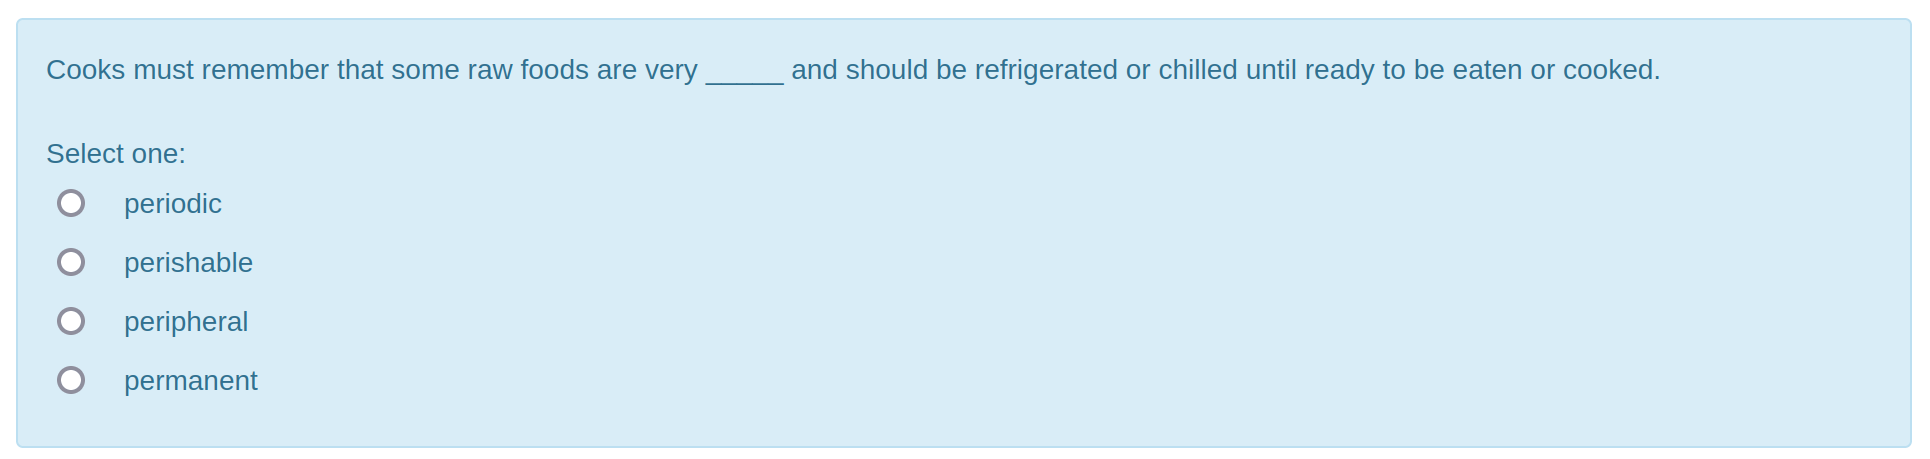 Cooks must remember that some raw foods are very _____ and should be refrigerated or chilled until ready to be eaten or cooked.
Select one:
periodic
perishable
peripheral
permanent